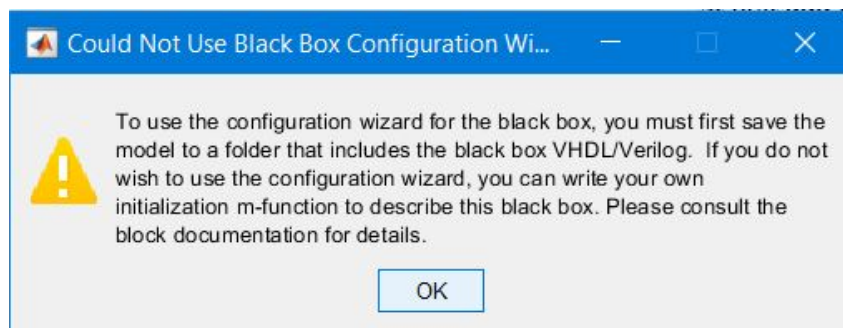 Could Not Use Black Box Configuration Wi...
To use the configuration wizard for the black box, you must first save the
model to a folder that includes the black box VHDL/Verilog.  If you do not
wish to use the configuration wizard, you can write your own
initialization m-function to describe this black box. Please consult the
block documentation for details.
OK